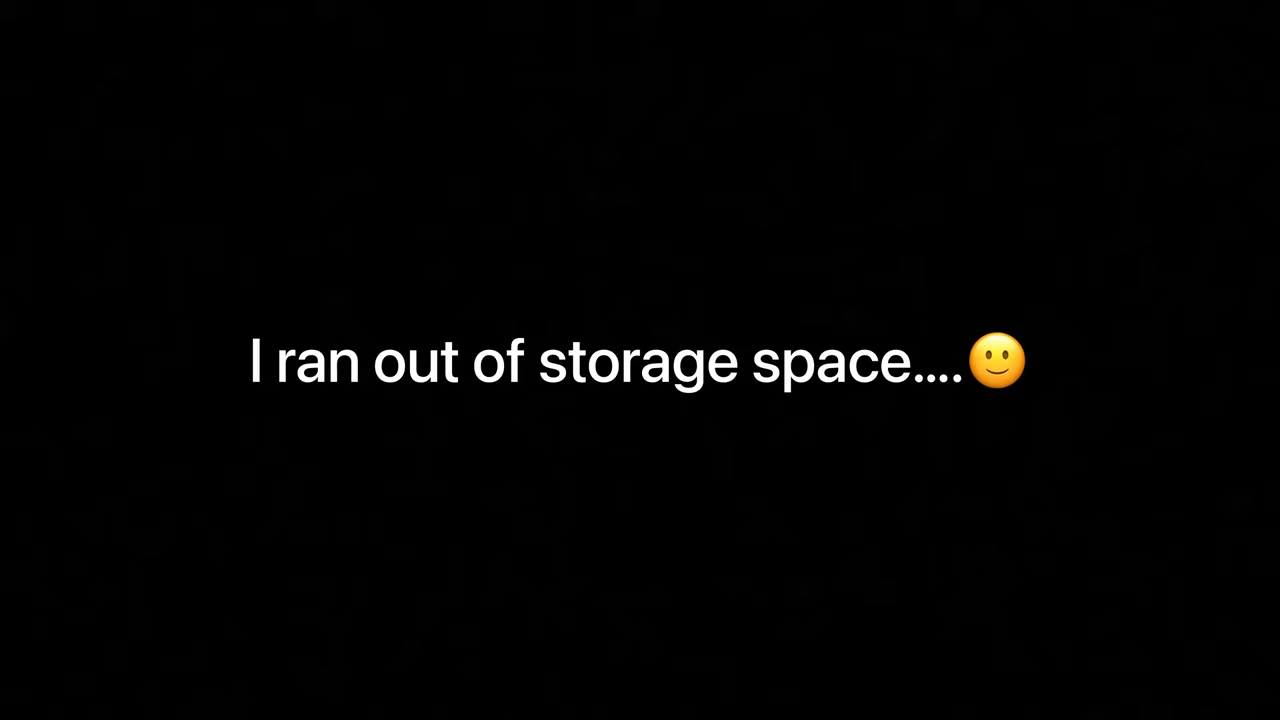 I ran out of storage space....🙂